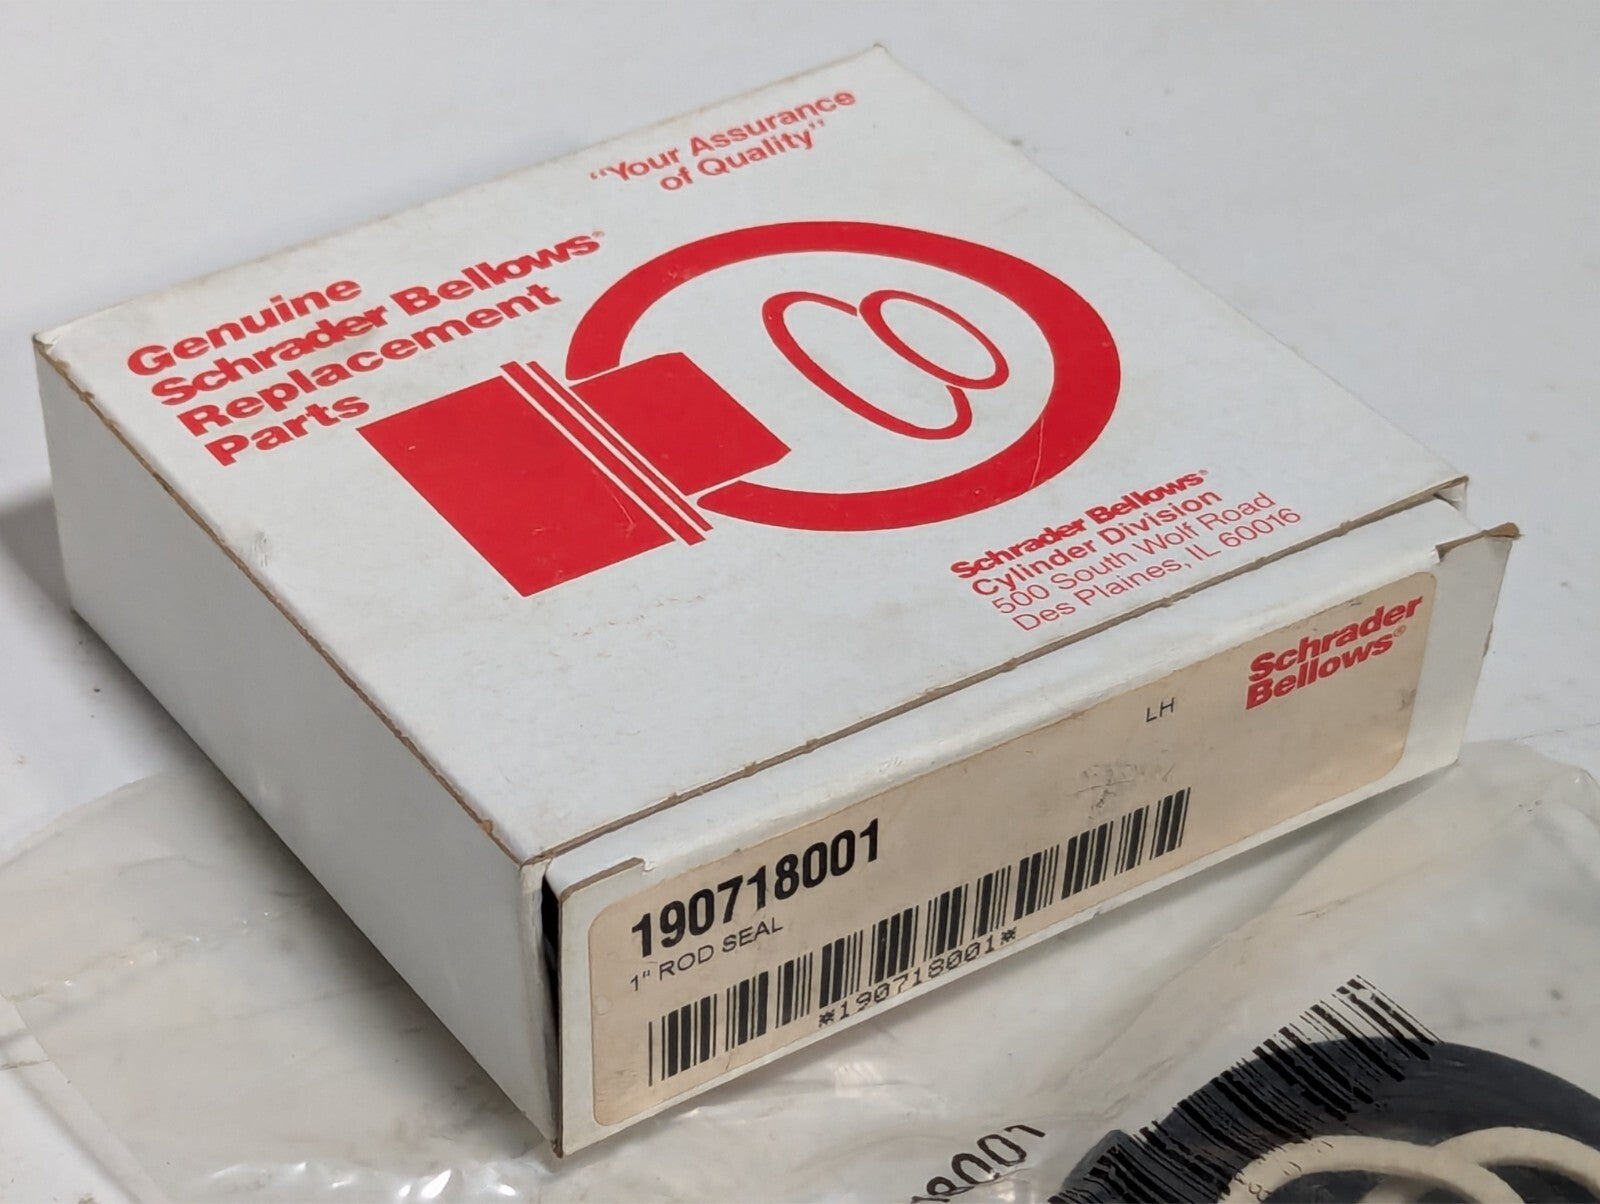 "Your Assurance
of Quality"
Genuine
Schrader Bellows®
Replacement
Parts
Schrader Bellows®
Cylinder Division
500 South Wolf Road
Des Plaines, IL 60016
Schrader
Bellows®
LH
190718001
1" ROD SEAL
*190718001*
8001